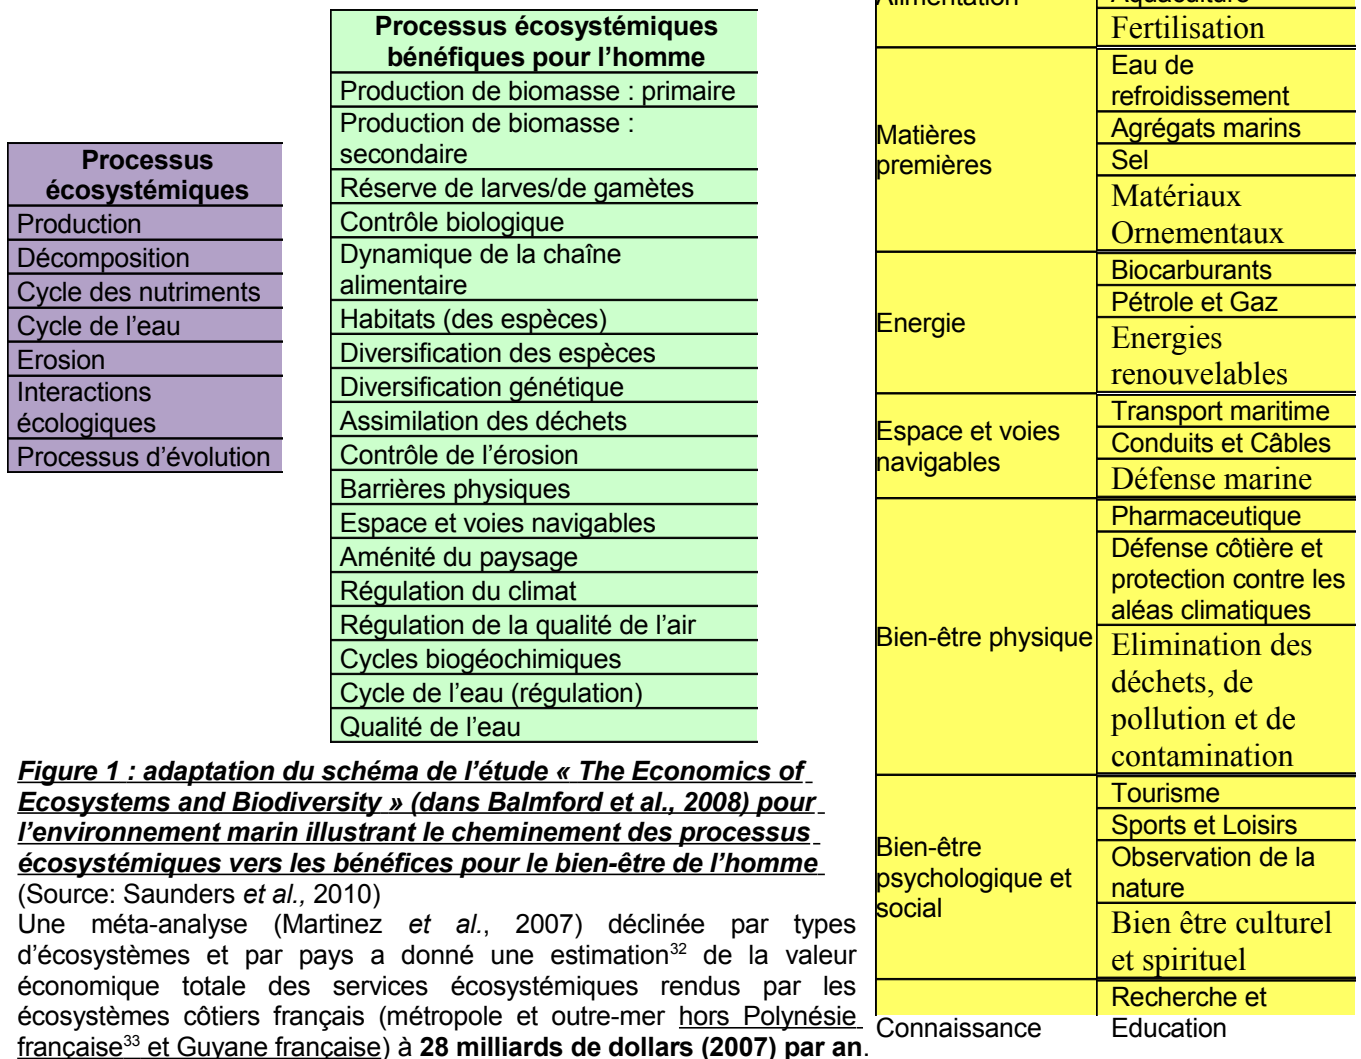 Processus
écosystémiques
Production
Décomposition
Cycle des nutriments
Cycle de l’eau
Erosion
Interactions
écologiques
Processus d’évolution
Processus écosystémiques
bénéfiques pour l’homme
Production de biomasse : primaire
Production de biomasse :
secondaire
Réserve de larves/de gamètes
Contrôle biologique
Dynamique de la chaîne
alimentaire
Habitats (des espèces)
Diversification des espèces
Diversification génétique
Assimilation des déchets
Contrôle de l’érosion
Barrières physiques
Espace et voies navigables
Aménité du paysage
Régulation du climat
Régulation de la qualité de l’air
Cycles biogéochimiques
Cycle de l’eau (régulation)
Qualité de l’eau
Alimentation
Aquaculture
Fertilisation
Matières
premières
Eau de
refroidissement
Agrégats marins
Sel
Matériaux
Ornementaux
Energie
Biocarburants
Pétrole et Gaz
Energies
renouvelables
Espace et voies
navigables
Transport maritime
Conduits et Câbles
Défense marine
Bien-être physique
Pharmaceutique
Défense côtière et
protection contre les
aléas climatiques
Elimination des
déchets, de
pollution et de
contamination
Bien-être
psychologique et
social
Tourisme
Sports et Loisirs
Observation de la
nature
Bien être culturel
et spirituel
Connaissance
Recherche et
Education
Figure 1 : adaptation du schéma de l’étude « The Economics of
Ecosystems and Biodiversity » (dans Balmford et al., 2008) pour
l’environnement marin illustrant le cheminement des processus
écosystémiques vers les bénéfices pour le bien-être de l’homme
(Source: Saunders et al., 2010)
Une méta-analyse (Martinez et al., 2007) déclinée par types
d’écosystèmes et par pays a donné une estimation32 de la valeur
économique totale des services écosystémiques rendus par les
écosystèmes côtiers français (métropole et outre-mer hors Polynésie
française33 et Guyane française) à 28 milliards de dollars (2007) par an.